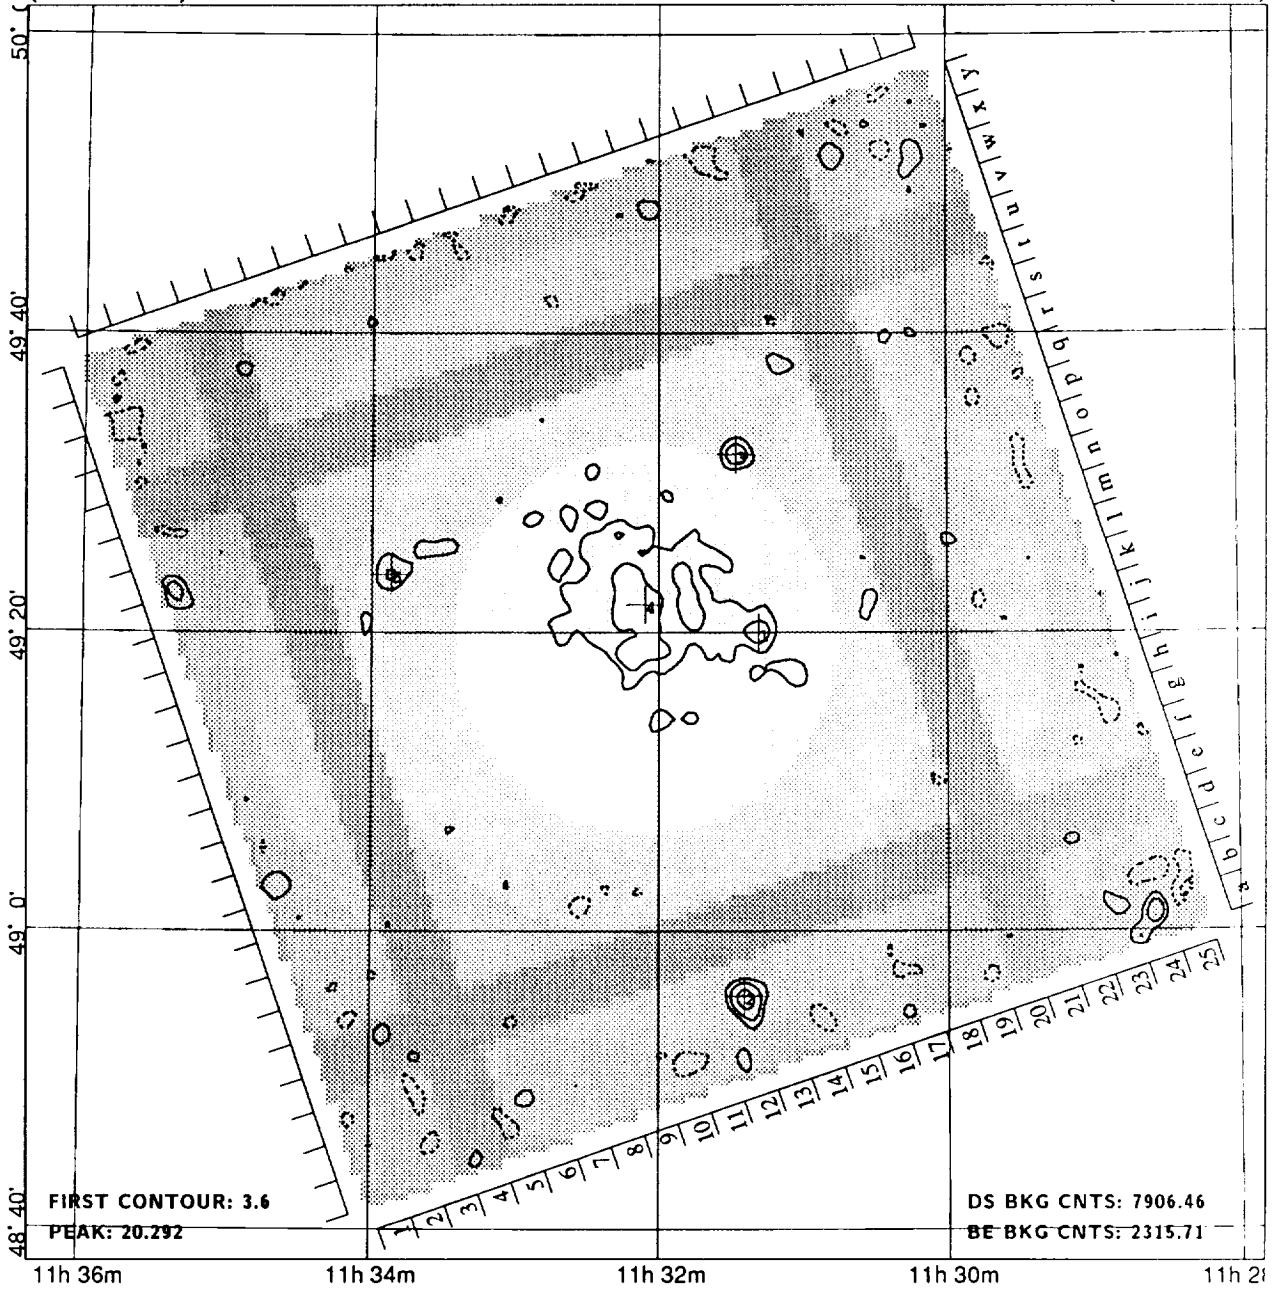 50'
49° 40'
49° 20'
49° 0'
48° 40'
y
x
w
v
u
t
s
r
q
p
o
n
m
l
k
j
i
h
g
f
e
d
c
b
a
4
1 2 3 4 5 6 7 8 9 10 11 12 13 14 15 16 17 18 19 20 21 22 23 24 25
FIRST CONTOUR: 3.6
PEAK: 20.292
DS BKG CNTS: 7906.46
BE BKG CNTS: 2315.71
11h 36m 11h 34m 11h 32m 11h 30m 11h 2